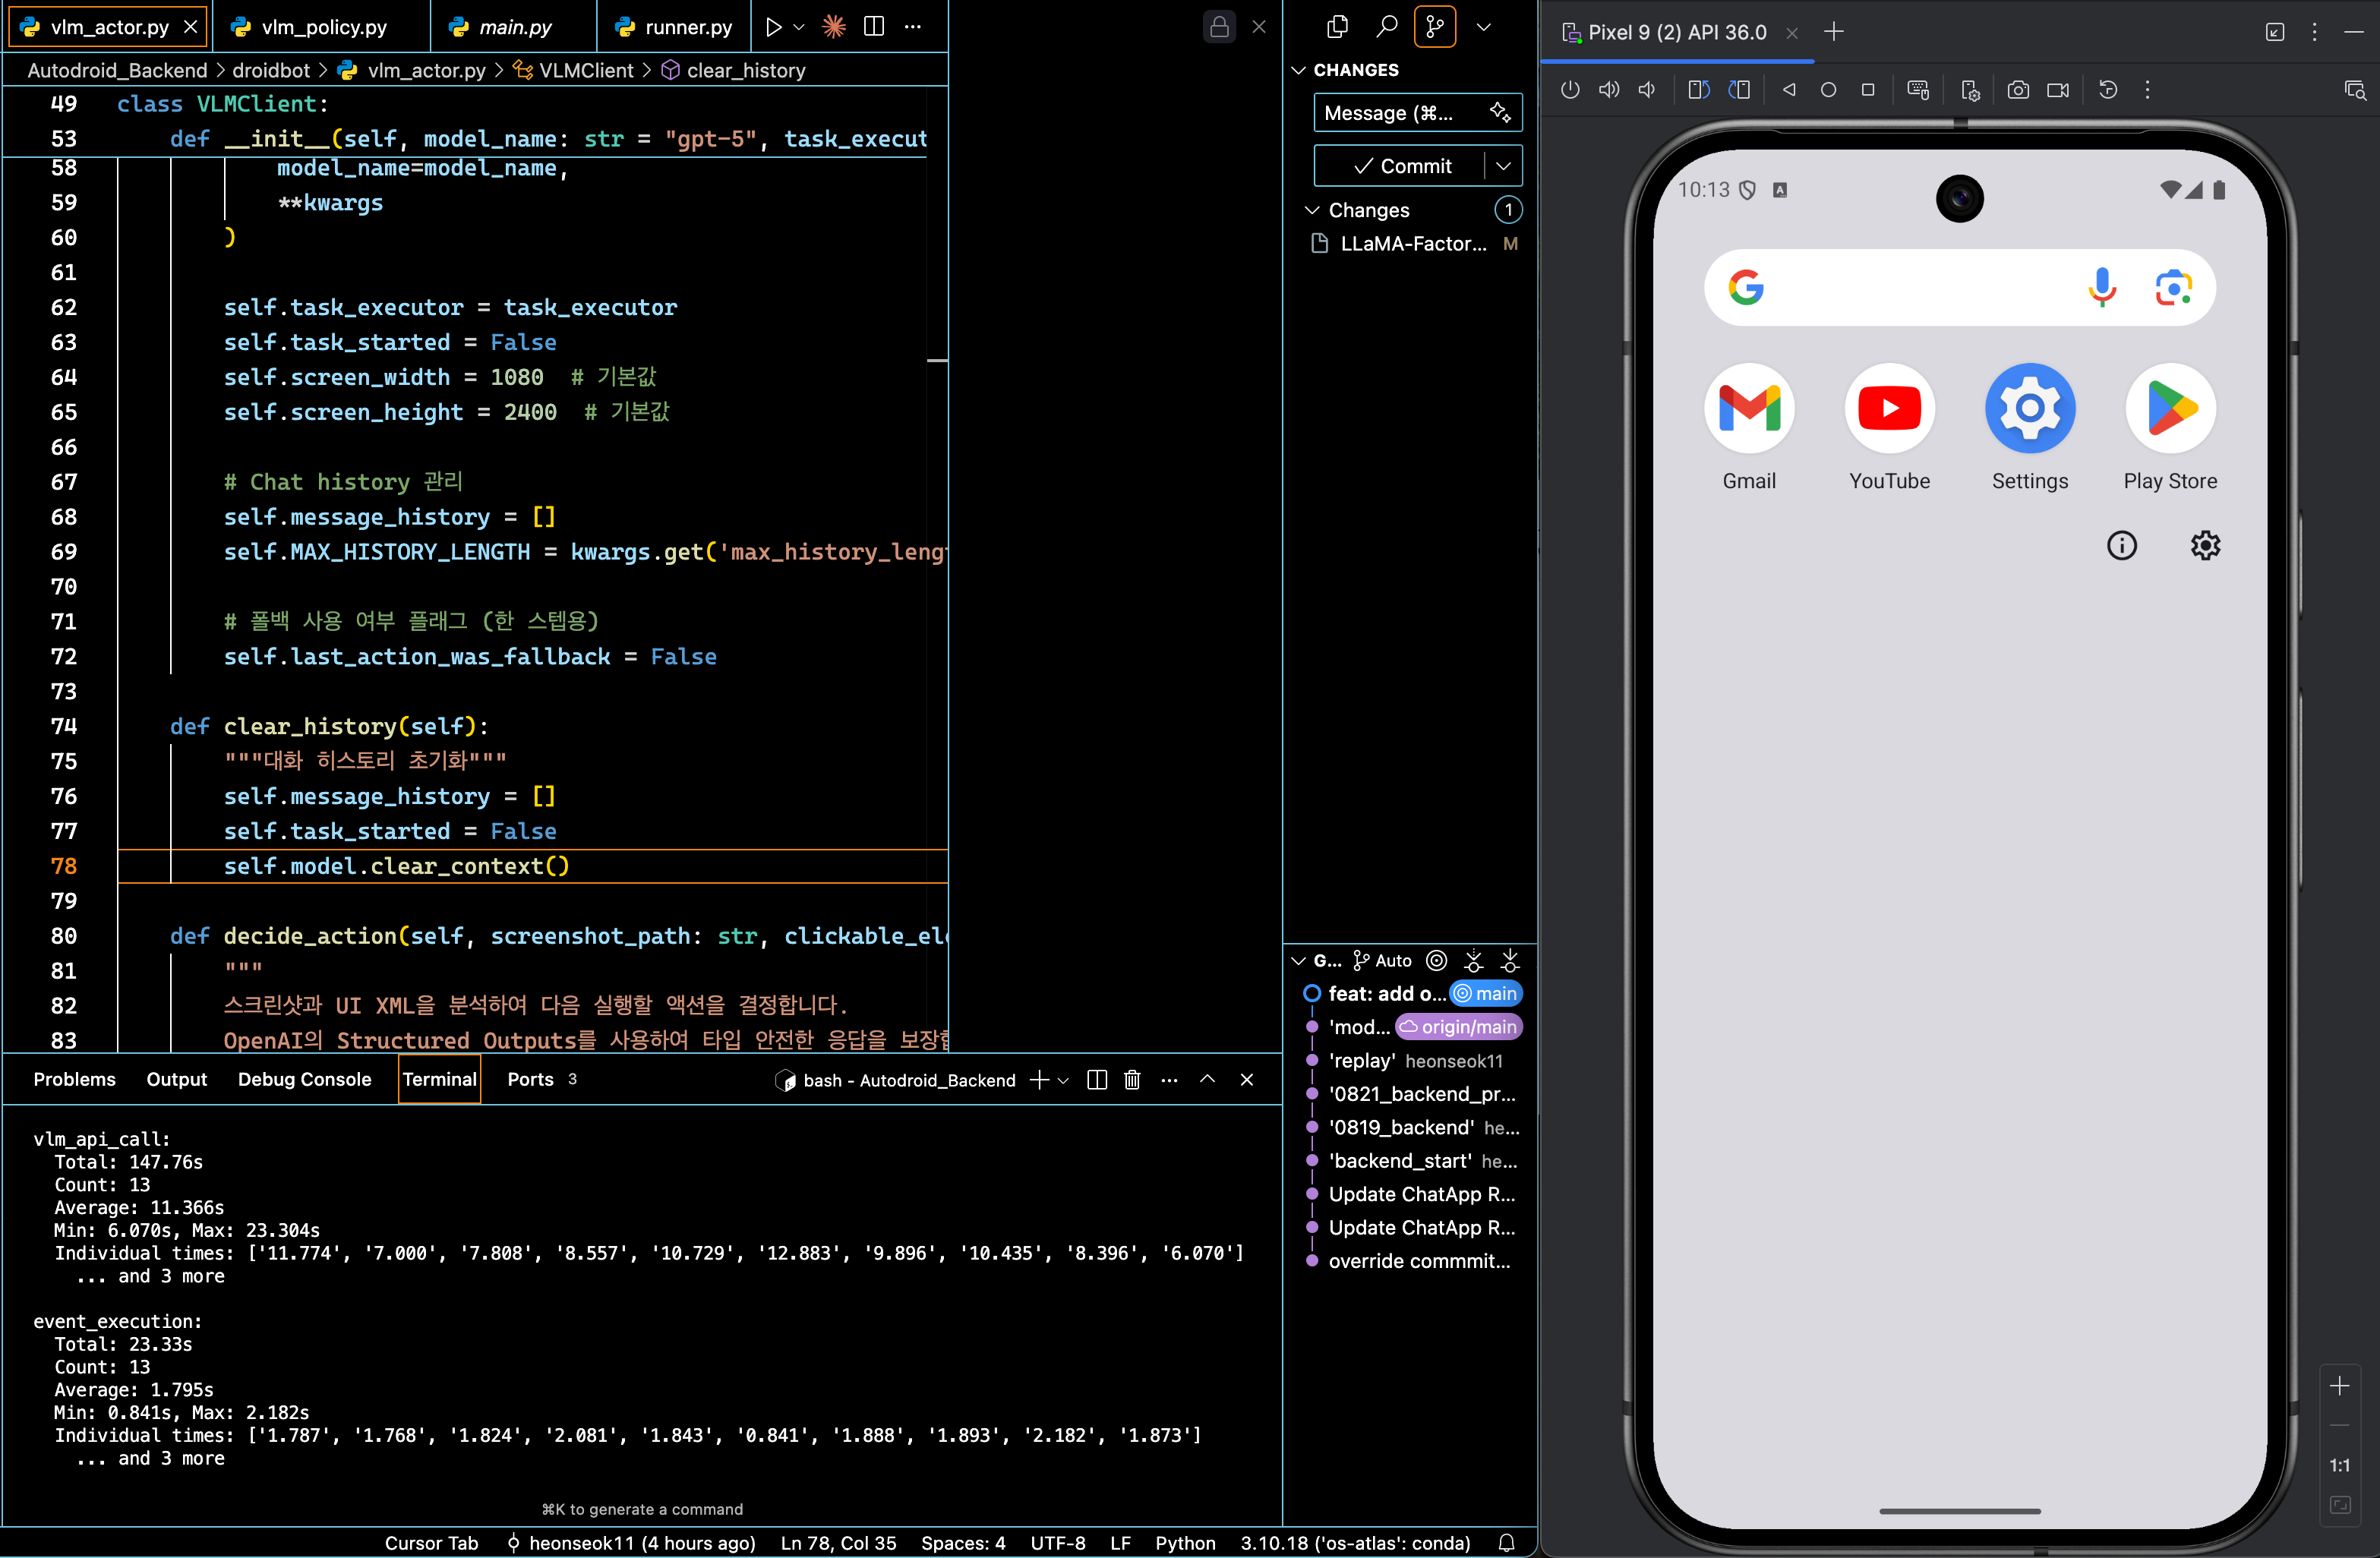 vlm_actor.py
vlm_policy.py
main.py
runner.py
Autodroid_Backend > droidbot > vlm_actor.py > VLMClient > clear_history
49 class VLMClient:
53 def __init__(self, model_name: str = "gpt-5", task_execut
58 model_name=model_name,
59 **kwargs
60 )
61
62 self.task_executor = task_executor
63 self.task_started = False
64 self.screen_width = 1080 # 기본값
65 self.screen_height = 2400 # 기본값
66
67 # Chat history 관리
68 self.message_history = []
69 self.MAX_HISTORY_LENGTH = kwargs.get('max_history_leng
70
71 # 폴백 사용 여부 플래그 (한 스텝용)
72 self.last_action_was_fallback = False
73
74 def clear_history(self):
75 """대화 히스토리 초기화"""
76 self.message_history = []
77 self.task_started = False
78 self.model.clear_context()
79
80 def decide_action(self, screenshot_path: str, clickable_ele
81 """
82 스크린샷과 UI XML을 분석하여 다음 실행할 액션을 결정합니다.
83 OpenAI의 Structured Outputs를 사용하여 타입 안전한 응답을 보장
Problems
Output
Debug Console
Terminal
Ports 3
bash - Autodroid_Backend
vlm_api_call:
Total: 147.76s
Count: 13
Average: 11.366s
Min: 6.070s, Max: 23.304s
Individual times: ['11.774', '7.000', '7.808', '8.557', '10.729', '12.883', '9.896', '10.435', '8.396', '6.070']
... and 3 more
event_execution:
Total: 23.33s
Count: 13
Average: 1.795s
Min: 0.841s, Max: 2.182s
Individual times: ['1.787', '1.768', '1.824', '2.081', '1.843', '0.841', '1.888', '1.893', '2.182', '1.873']
... and 3 more
⌘K to generate a command
Cursor Tab
heonseok11 (4 hours ago)
Ln 78, Col 35
Spaces: 4
UTF-8
LF
Python
3.10.18 ('os-atlas': conda)
CHANGES
Message (⌘...
Commit
Changes 1
LLaMA-Factor... M
G... Auto
feat: add o... main
'mod... origin/main
'replay' heonseok11
'0821_backend_pr...
'0819_backend' he...
'backend_start' he...
Update ChatApp R...
Update ChatApp R...
override commmit...
Pixel 9 (2) API 36.0
10:13
A
G
Gmail
YouTube
Settings
Play Store
1:1